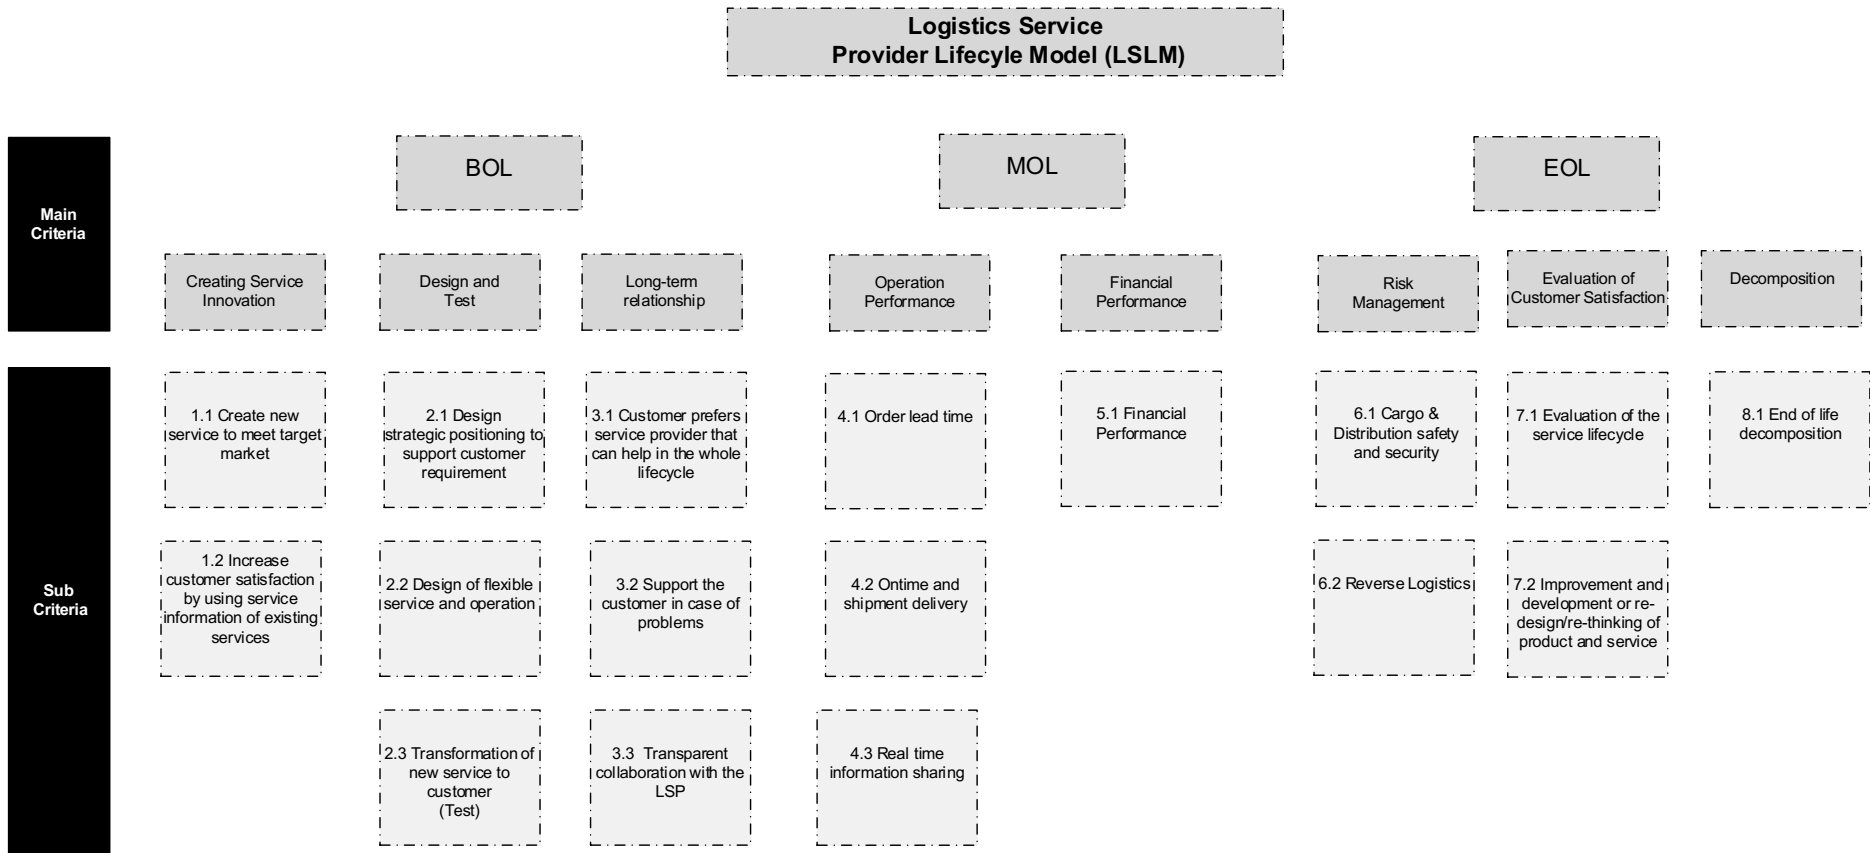 Logistics Service
Provider Lifecyle Model (LSLM)
BOL
MOL
EOL
Main
Criteria
Creating Service
Innovation
Design and
Test
Long-term
relationship
Operation
Performance
Financial
Performance
Risk
Management
Evaluation of
Customer Satisfaction
Decomposition
Sub
Criteria
1.1 Create new
service to meet target
market
2.1 Design
strategic positioning to
support customer
requirement
3.1 Customer prefers
service provider that
can help in the whole
lifecycle
4.1 Order lead time
5.1 Financial
Performance
6.1 Cargo &
Distribution safety
and security
7.1 Evaluation of the
service lifecycle
8.1 End of life
decomposition
1.2 Increase
customer satisfaction
by using service
information of existing
services
2.2 Design of flexible
service and operation
3.2 Support the
customer in case of
problems
4.2 Ontime and
shipment delivery
6.2 Reverse Logistics
7.2 Improvement and
development or re-
design/re-thinking of
product and service
2.3 Transformation of
new service to
customer
(Test)
3.3 Transparent
collaboration with the
LSP
4.3 Real time
information sharing